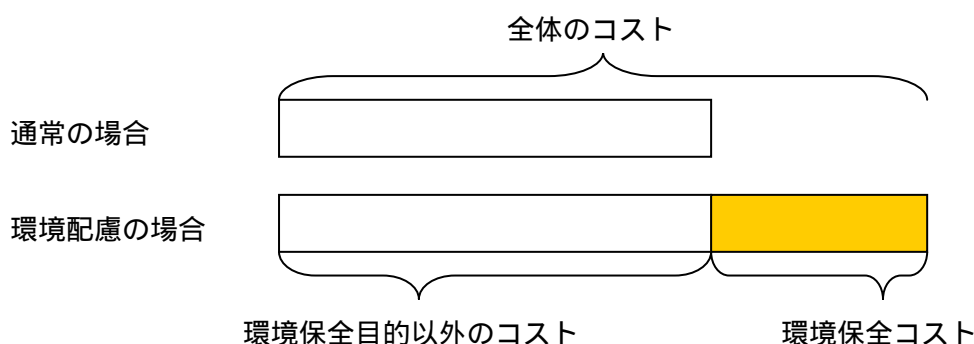 全体のコスト
通常の場合
環境配慮の場合
環境保全目的以外のコスト
環境保全コスト